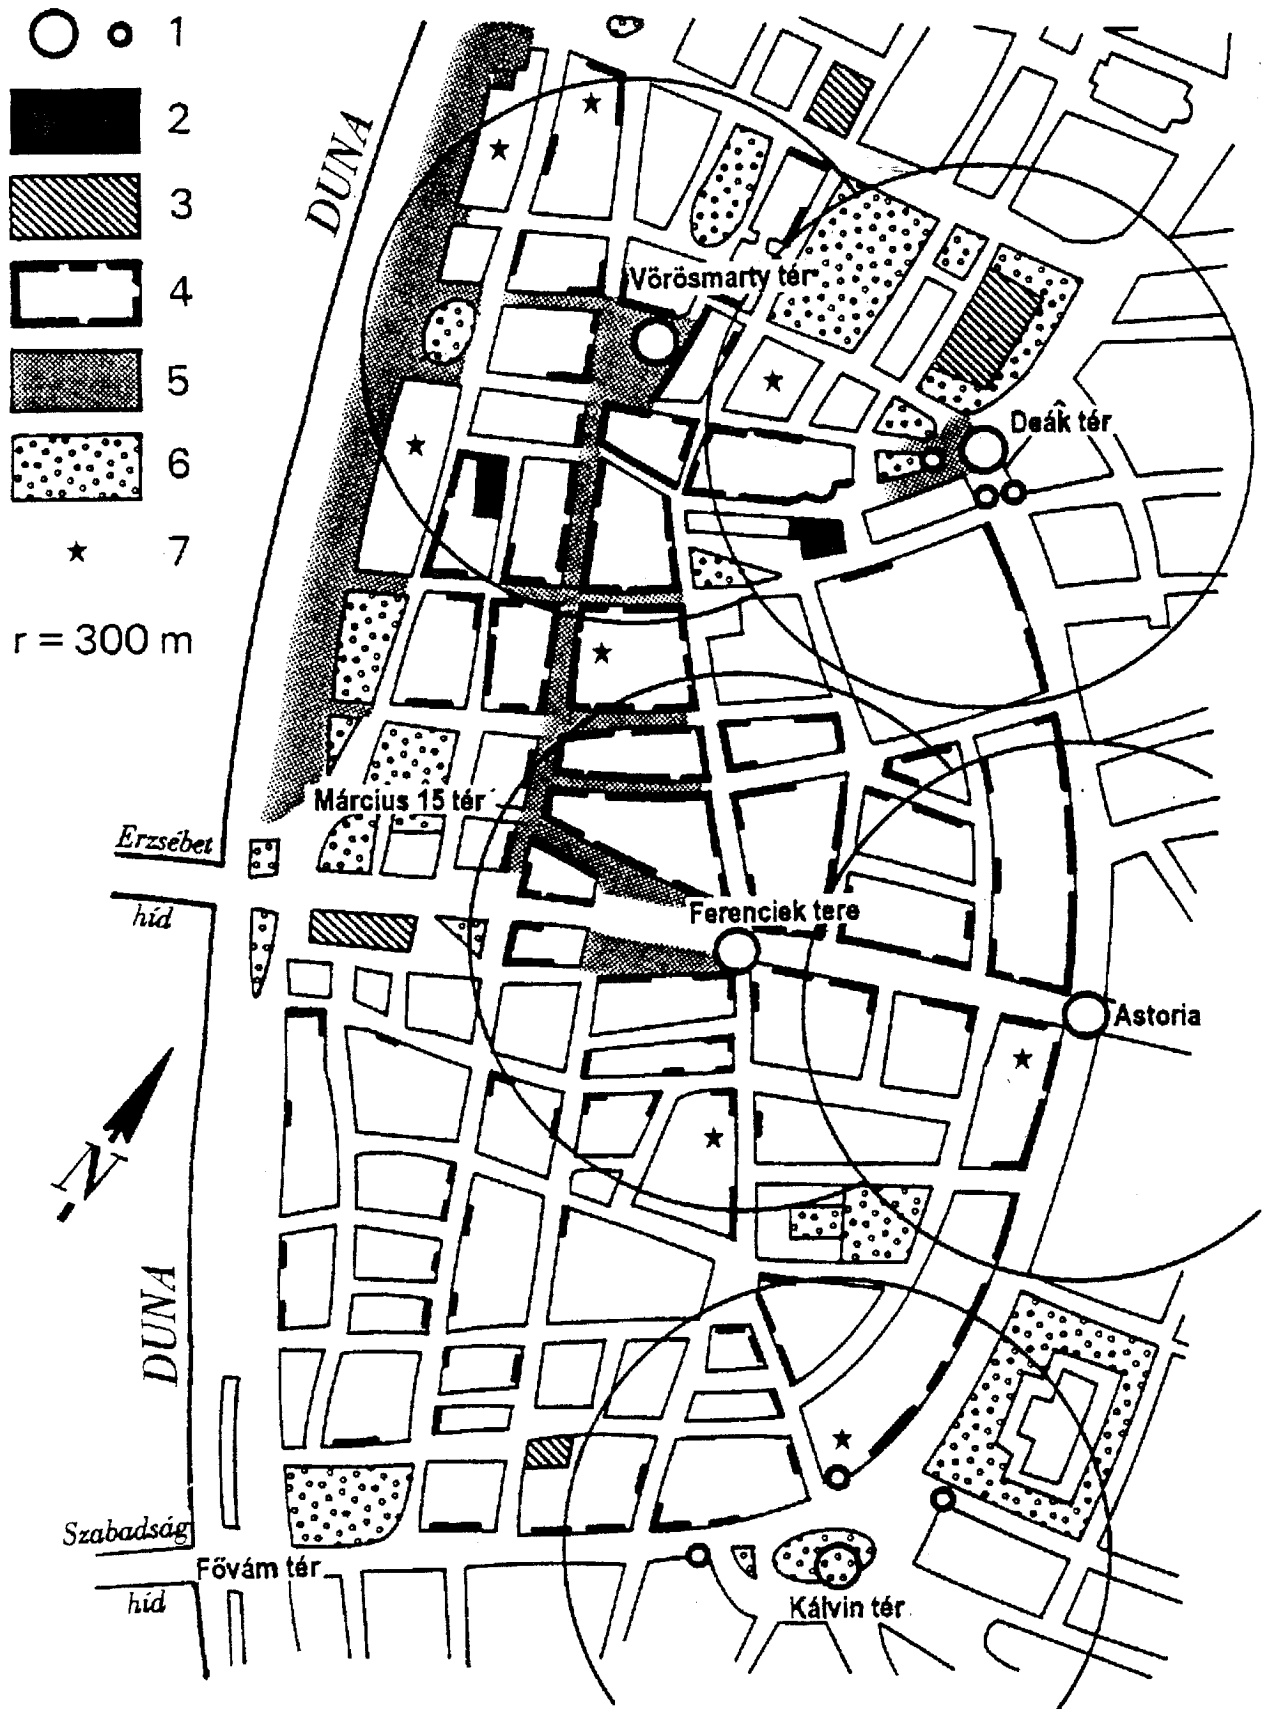 1
2
3
4
5
6
7
r = 300 m
DUNA
Vörösmarty tér
Deák tér
Március 15 tér
Erzsébet
híd
Ferenciek tere
Astoria
N
DUNA
Szabadság
híd
Fővám tér
Kálvin tér